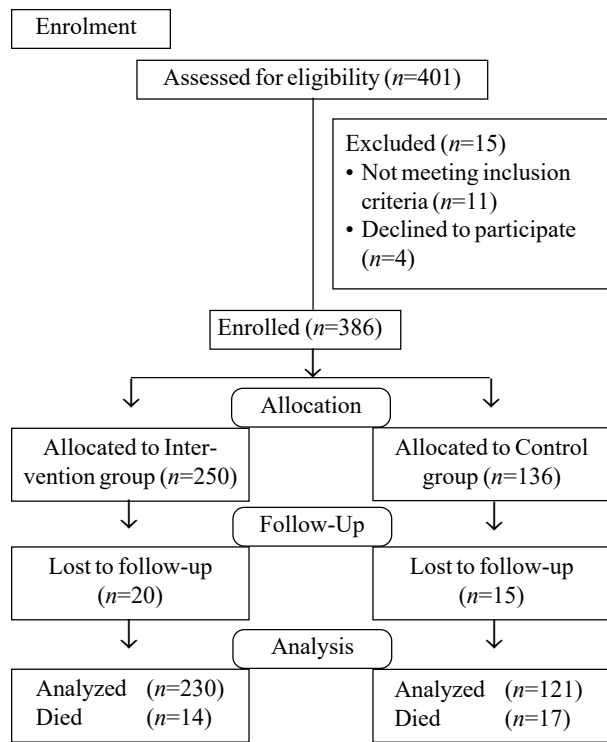 Enrolment
Assessed for eligibility (n=401)
Excluded (n=15)
• Not meeting inclusion
criteria (n=11)
• Declined to participate
(n=4)
Enrolled (n=386)
Allocation
Allocated to Inter-
vention group (n=250)
Allocated to Control
group (n=136)
Follow-Up
Lost to follow-up
(n=20)
Lost to follow-up
(n=15)
Analysis
Analyzed (n=230)
Died (n=14)
Analyzed (n=121)
Died (n=17)